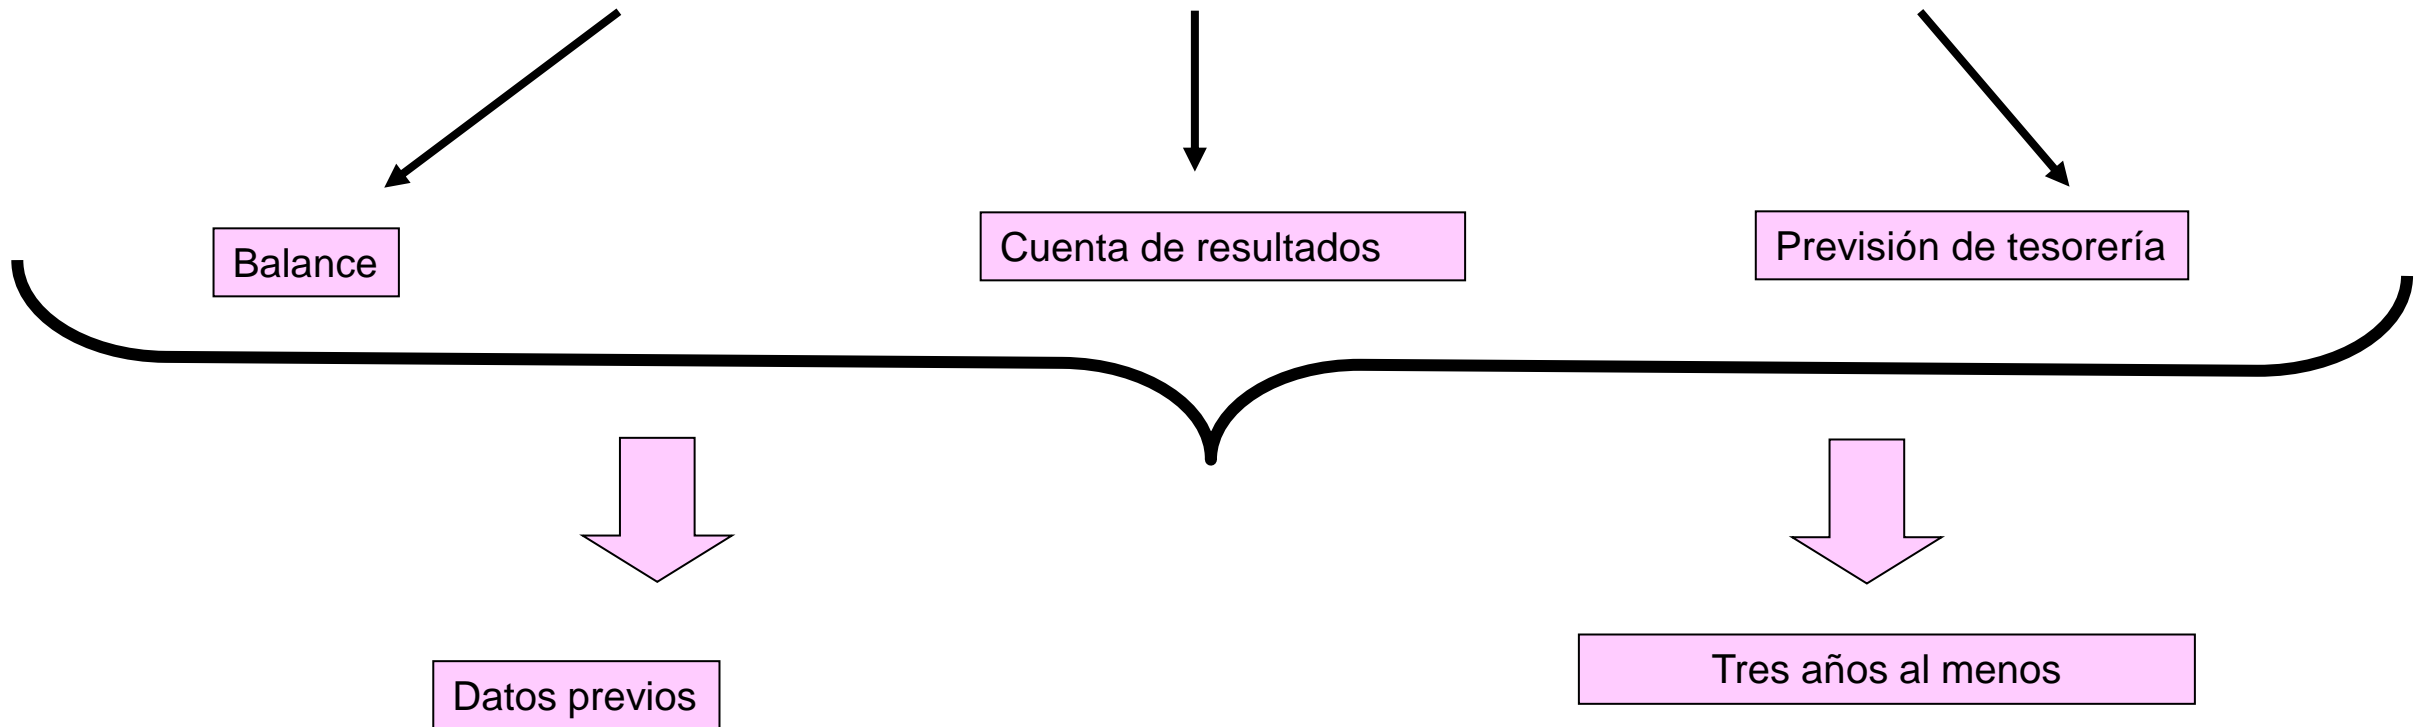 Balance
Cuenta de resultados
Previsión de tesorería
Datos previos
Tres años al menos